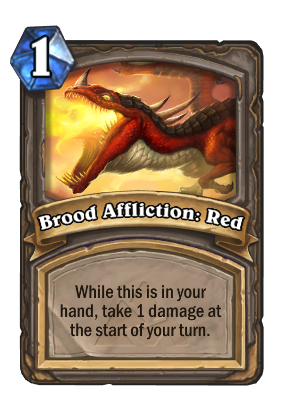 1
Brood Affliction: Red
While this is in your
hand, take 1 damage at
the start of your turn.